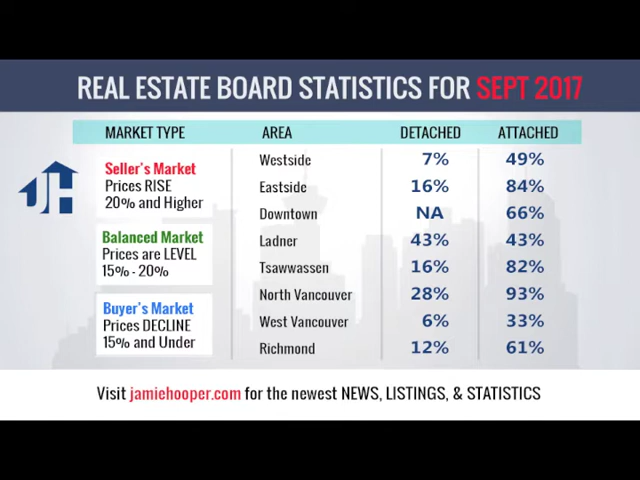 REAL ESTATE BOARD STATISTICS FOR SEPT 2017
MARKET TYPE AREA DETACHED ATTACHED
Seller's Market
Prices RISE
20% and Higher
Balanced Market
Prices are LEVEL
15% - 20%
Buyer's Market
Prices DECLINE
15% and Under
Westside 7% 49%
Eastside 16% 84%
Downtown NA 66%
Ladner 43% 43%
Tsawwassen 16% 82%
North Vancouver 28% 93%
West Vancouver 6% 33%
Richmond 12% 61%
JH
Visit jamiehooper.com for the newest NEWS, LISTINGS, & STATISTICS